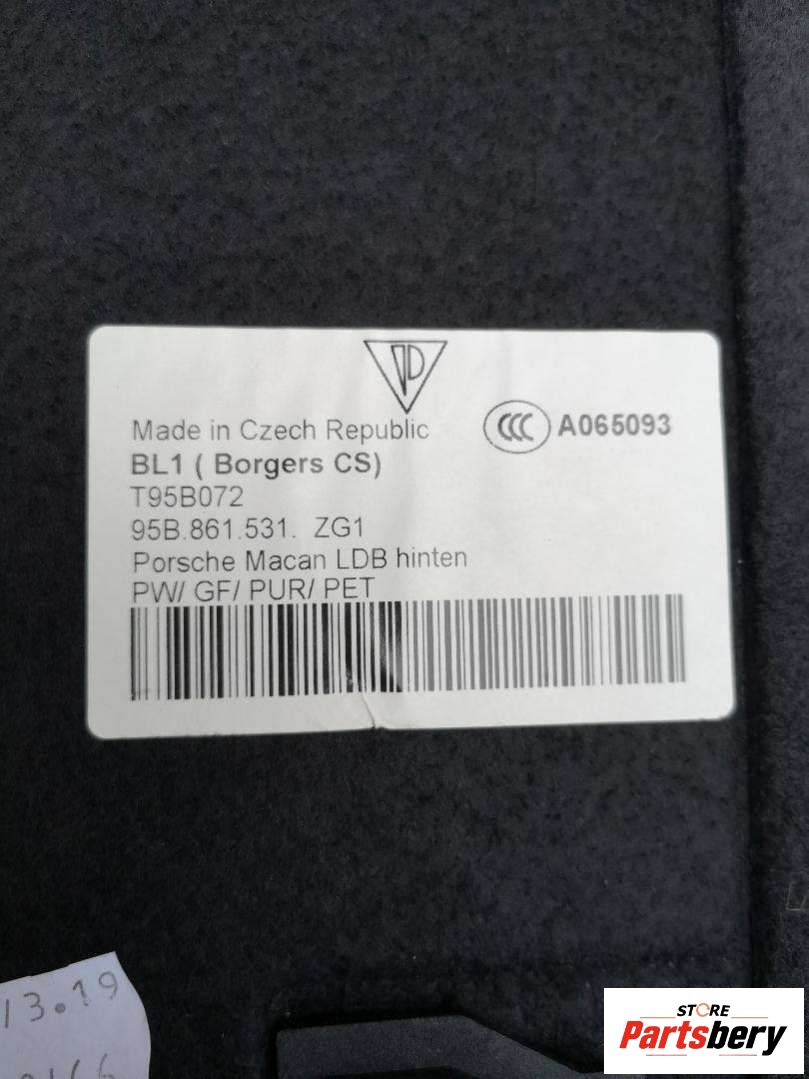 Made in Czech Republic
CCC A065093
BL1 ( Borgers CS)
T95B072
95B.861.531. ZG1
Porsche Macan LDB hinten
PW/ GF/ PUR/ PET
13.19
STORE
Partsbery